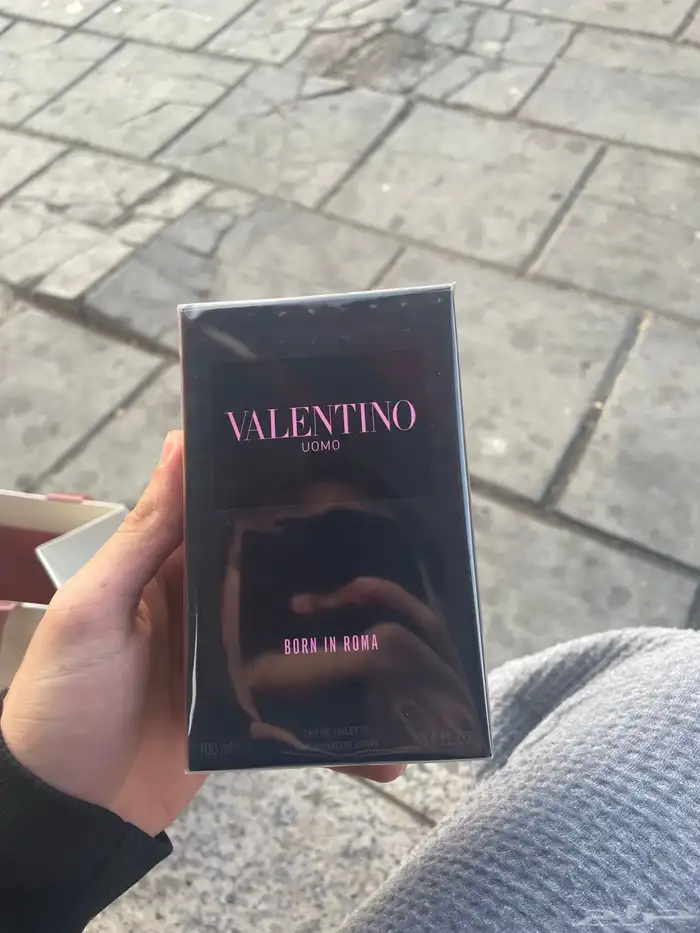 VALENTINO
UOMO
BORN IN ROMA
EAU DE TOILETTE
100 ml